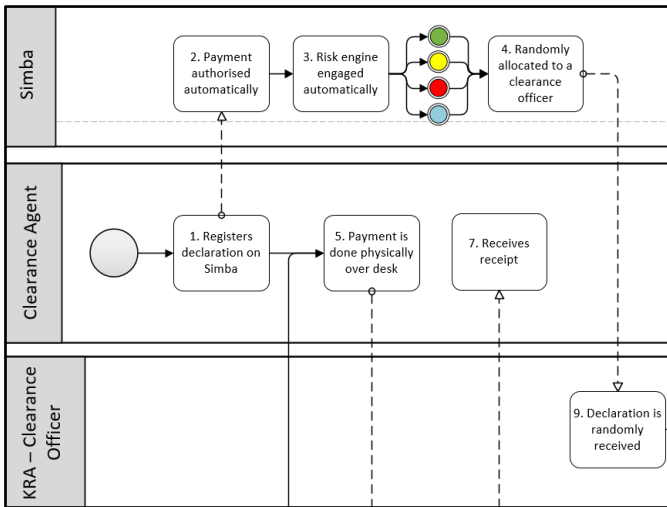 Simba
2. Payment
authorised
automatically
3. Risk engine
engaged
automatically
4. Randomly
allocated to a
clearance
officer
Clearance Agent
1. Registers
declaration on
Simba
5. Payment is
done physically
over desk
7. Receives
receipt
KRA – Clearance
Officer
9. Declaration is
randomly
received